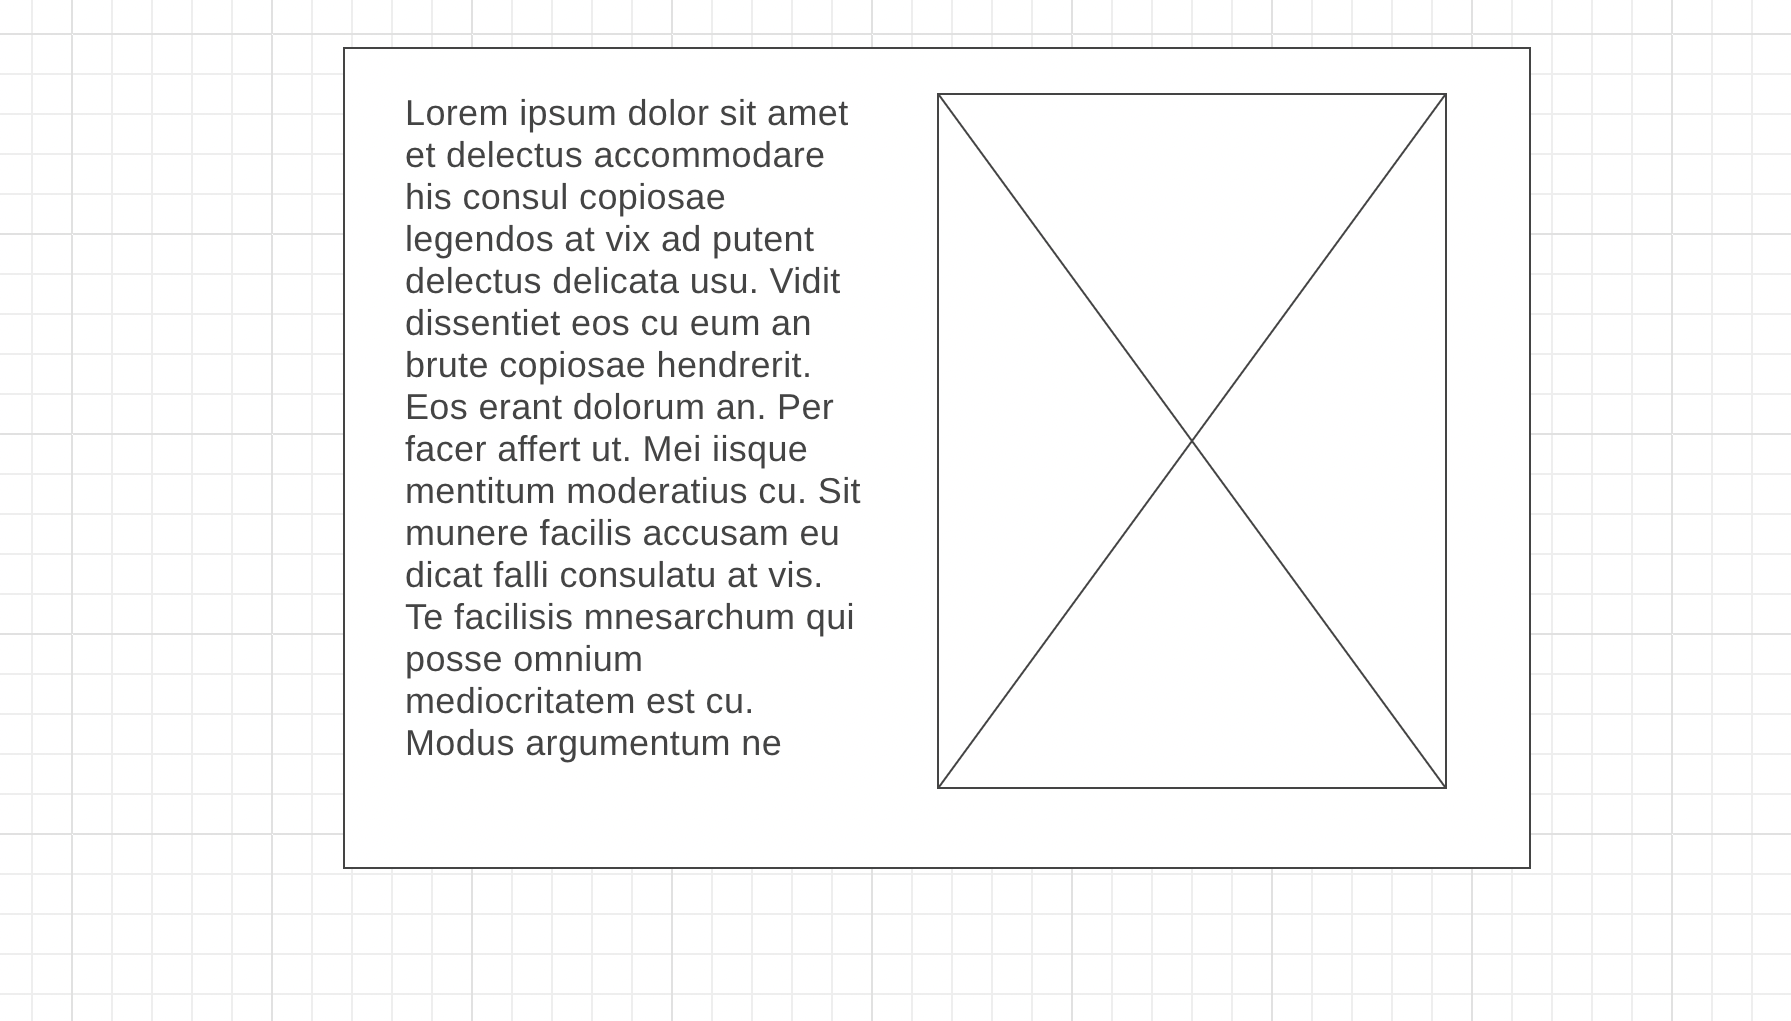 Lorem ipsum dolor sit amet
et delectus accommodare
his consul copiosae
legendos at vix ad putent
delectus delicata usu. Vidit
dissentiet eos cu eum an
brute copiosae hendrerit.
Eos erant dolorum an. Per
facer affert ut. Mei iisque
mentitum moderatius cu. Sit
munere facilis accusam eu
dicat falli consulatu at vis.
Te facilisis mnesarchum qui
posse omnium
mediocritatem est cu.
Modus argumentum ne